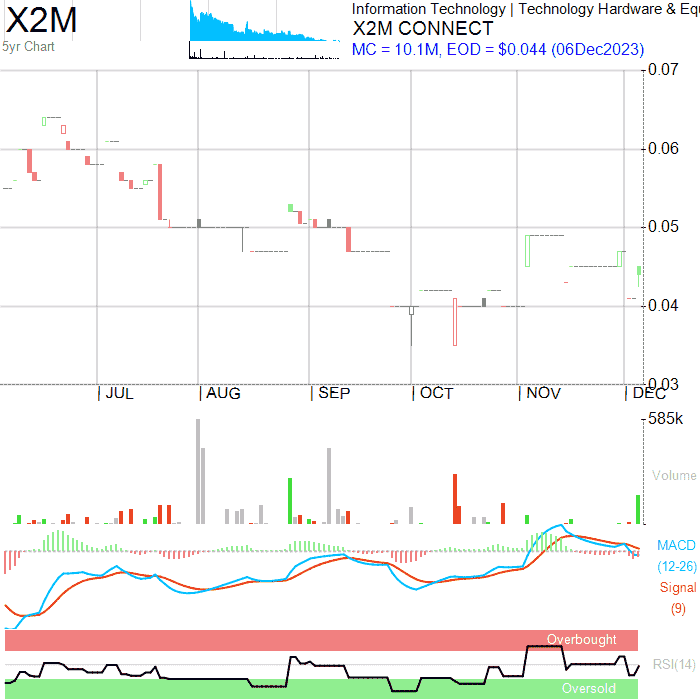 X2M
5yr Chart
Information Technology | Technology Hardware & Equ
X2M CONNECT
MC = 10.1M, EOD = $0.044 (06Dec2023)
0.07
0.06
0.05
0.04
0.03
| JUL | AUG | SEP | OCT | NOV | DEC
585k
Volume
MACD
(12-26)
Signal
(9)
Overbought
RSI(14)
Oversold